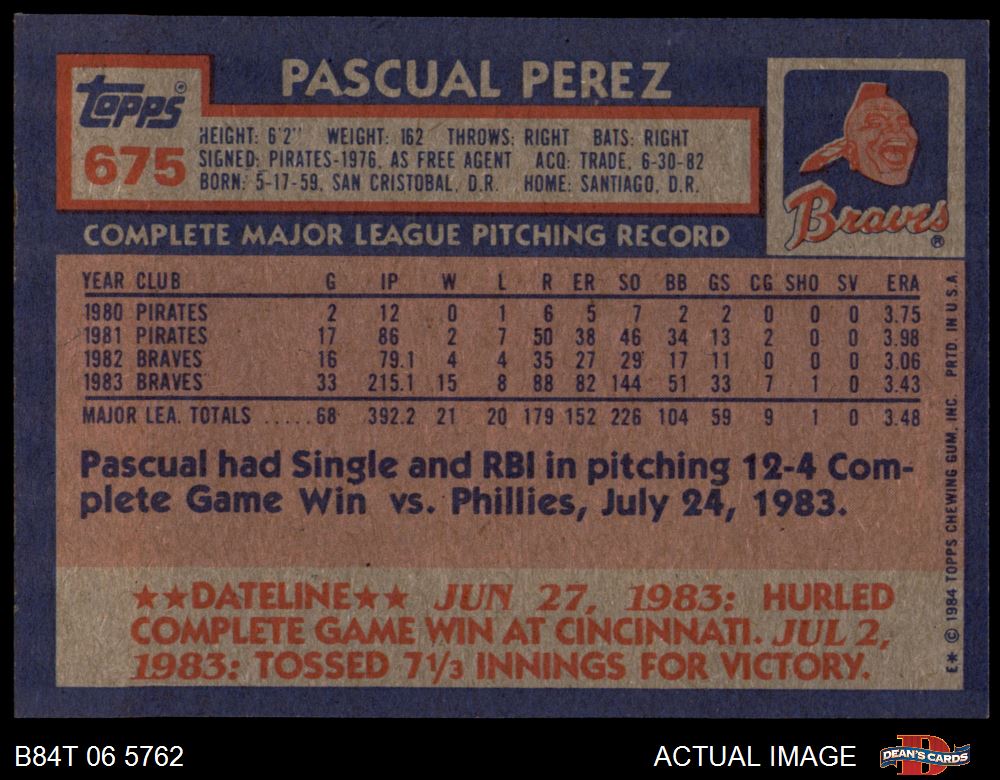 PASCUAL PEREZ
Topps®
675
HEIGHT: 6'2" WEIGHT: 162 THROWS: RIGHT BATS: RIGHT
SIGNED: PIRATES-1976, AS FREE AGENT ACQ: TRADE, 6-30-82
BORN: 5-17-59, SAN CRISTOBAL, D.R. HOME: SANTIAGO, D.R.
Braves®
COMPLETE MAJOR LEAGUE PITCHING RECORD
YEAR CLUB G IP W L R ER SO BB GS CG SHO SV ERA
1980 PIRATES 2 12 0 1 6 5 7 2 2 0 0 0 3.75
1981 PIRATES 17 86 2 7 50 38 46 34 13 2 0 0 3.98
1982 BRAVES 16 79.1 4 4 35 27 29 17 11 0 0 0 3.06
1983 BRAVES 33 215.1 15 8 88 82 144 51 33 7 1 0 3.43
MAJOR LEA. TOTALS .....68 392.2 21 20 179 152 226 104 59 9 1 0 3.48
Pascual had Single and RBI in pitching 12-4 Com-
plete Game Win vs. Phillies, July 24, 1983.
★★DATELINE★★ JUN 27, 1983: HURLED
COMPLETE GAME WIN AT CINCINNATI. JUL 2,
1983: TOSSED 7 1/3 INNINGS FOR VICTORY.
E* © 1984 TOPPS CHEWING GUM, INC. PRTD. IN U.S.A.
B84T 06 5762
ACTUAL IMAGE
DEAN'S CARDS